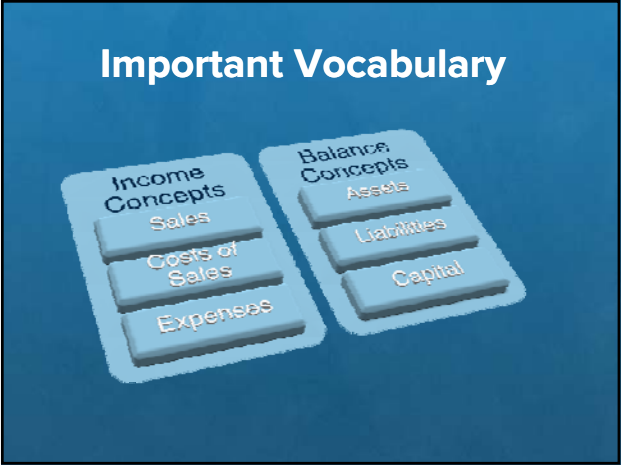 Important Vocabulary
Income
Concepts
Sales
Costs of
Sales
Expenses
Balance
Concepts
Assets
Liabilities
Capital